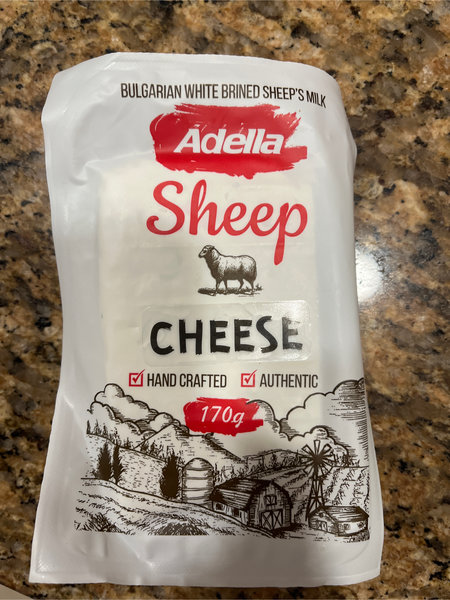 BULGARIAN WHITE BRINED SHEEP'S MILK
Adella
Sheep
CHEESE
HAND CRAFTED AUTHENTIC
170g